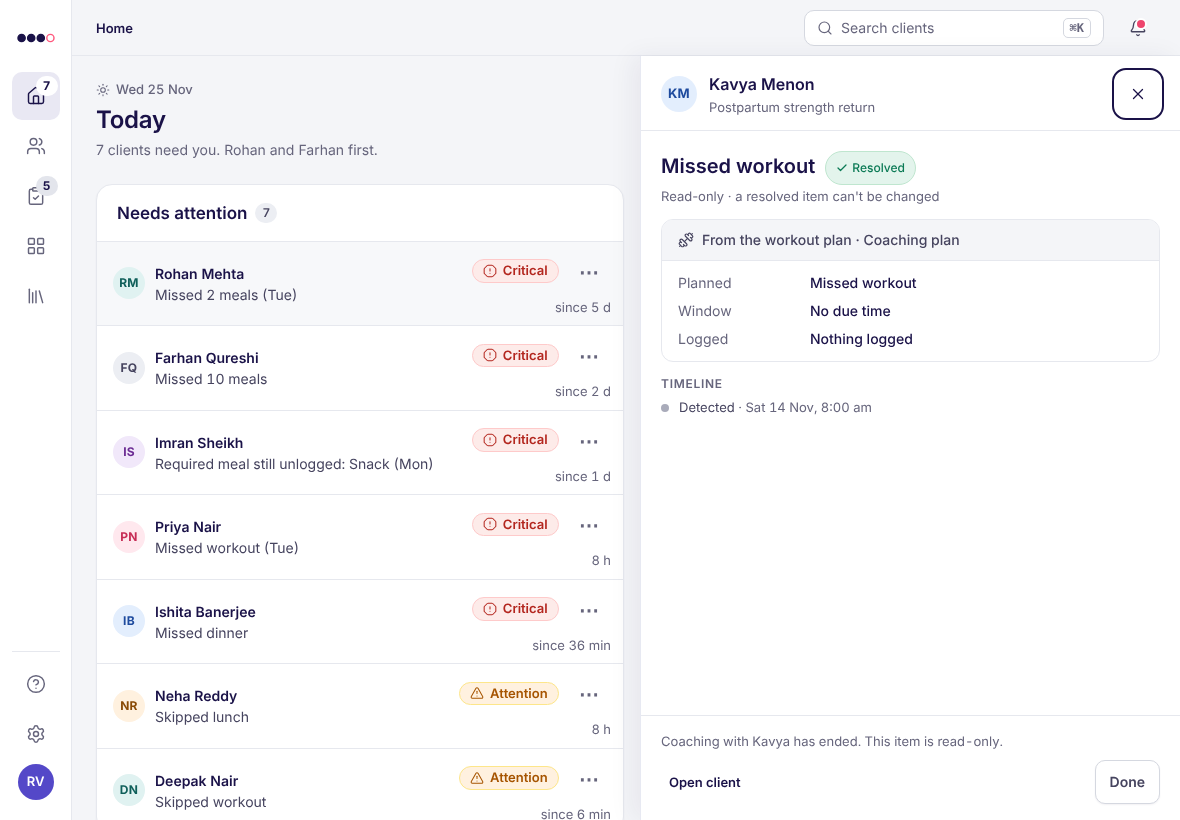 Home
Search clients
⌘K
7
5
RV
Wed 25 Nov
Today
7 clients need you. Rohan and Farhan first.
Needs attention 7
RM
Rohan Mehta
Missed 2 meals (Tue)
Critical
since 5 d
FQ
Farhan Qureshi
Missed 10 meals
Critical
since 2 d
IS
Imran Sheikh
Required meal still unlogged: Snack (Mon)
Critical
since 1 d
PN
Priya Nair
Missed workout (Tue)
Critical
8 h
IB
Ishita Banerjee
Missed dinner
Critical
since 36 min
NR
Neha Reddy
Skipped lunch
Attention
8 h
DN
Deepak Nair
Skipped workout
Attention
since 6 min
KM
Kavya Menon
Postpartum strength return
Missed workout
Resolved
Read-only · a resolved item can't be changed
From the workout plan · Coaching plan
Planned Missed workout
Window No due time
Logged Nothing logged
TIMELINE
Detected · Sat 14 Nov, 8:00 am
Coaching with Kavya has ended. This item is read-only.
Open client
Done